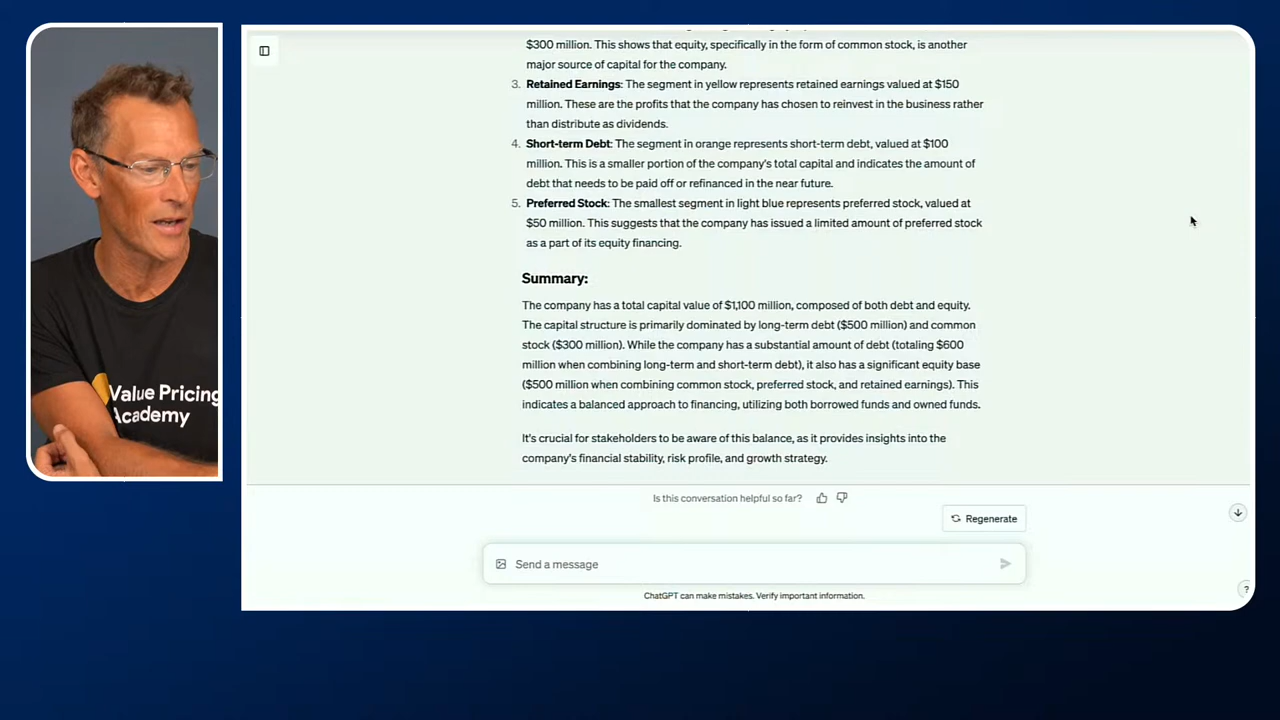 $300 million. This shows that equity, specifically in the form of common stock, is another
major source of capital for the company.
3. Retained Earnings: The segment in yellow represents retained earnings valued at $150
million. These are the profits that the company has chosen to reinvest in the business rather
than distribute as dividends.
4. Short-term Debt: The segment in orange represents short-term debt, valued at $100
million. This is a smaller portion of the company's total capital and indicates the amount of
debt that needs to be paid off or refinanced in the near future.
5. Preferred Stock: The smallest segment in light blue represents preferred stock, valued at
$50 million. This suggests that the company has issued a limited amount of preferred stock
as a part of its equity financing.
Summary:
The company has a total capital value of $1,100 million, composed of both debt and equity.
The capital structure is primarily dominated by long-term debt ($500 million) and common
stock ($300 million). While the company has a substantial amount of debt (totaling $600
million when combining long-term and short-term debt), it also has a significant equity base
($500 million when combining common stock, preferred stock, and retained earnings). This
indicates a balanced approach to financing, utilizing both borrowed funds and owned funds.
It's crucial for stakeholders to be aware of this balance, as it provides insights into the
company's financial stability, risk profile, and growth strategy.
Is this conversation helpful so far?
Regenerate
Send a message
ChatGPT can make mistakes. Verify important information.
?
Value Pricing
Academy